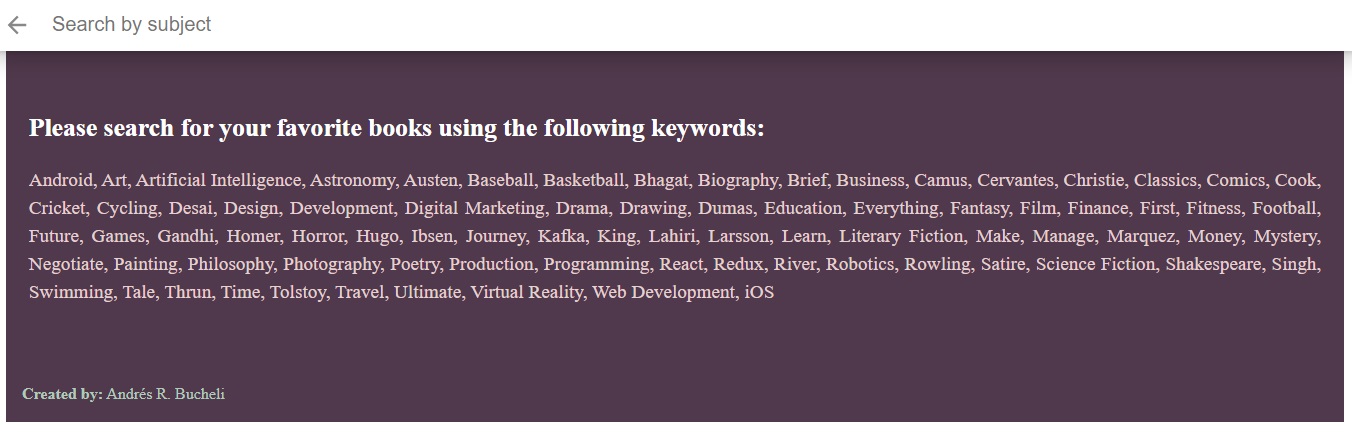 Search by subject
Please search for your favorite books using the following keywords:
Android, Art, Artificial Intelligence, Astronomy, Austen, Baseball, Basketball, Bhagat, Biography, Brief, Business, Camus, Cervantes, Christie, Classics, Comics, Cook,
Cricket, Cycling, Desai, Design, Development, Digital Marketing, Drama, Drawing, Dumas, Education, Everything, Fantasy, Film, Finance, First, Fitness, Football,
Future, Games, Gandhi, Homer, Horror, Hugo, Ibsen, Journey, Kafka, King, Lahiri, Larsson, Learn, Literary Fiction, Make, Manage, Marquez, Money, Mystery,
Negotiate, Painting, Philosophy, Photography, Poetry, Production, Programming, React, Redux, River, Robotics, Rowling, Satire, Science Fiction, Shakespeare, Singh,
Swimming, Tale, Thrun, Time, Tolstoy, Travel, Ultimate, Virtual Reality, Web Development, iOS
Created by: Andrés R. Bucheli